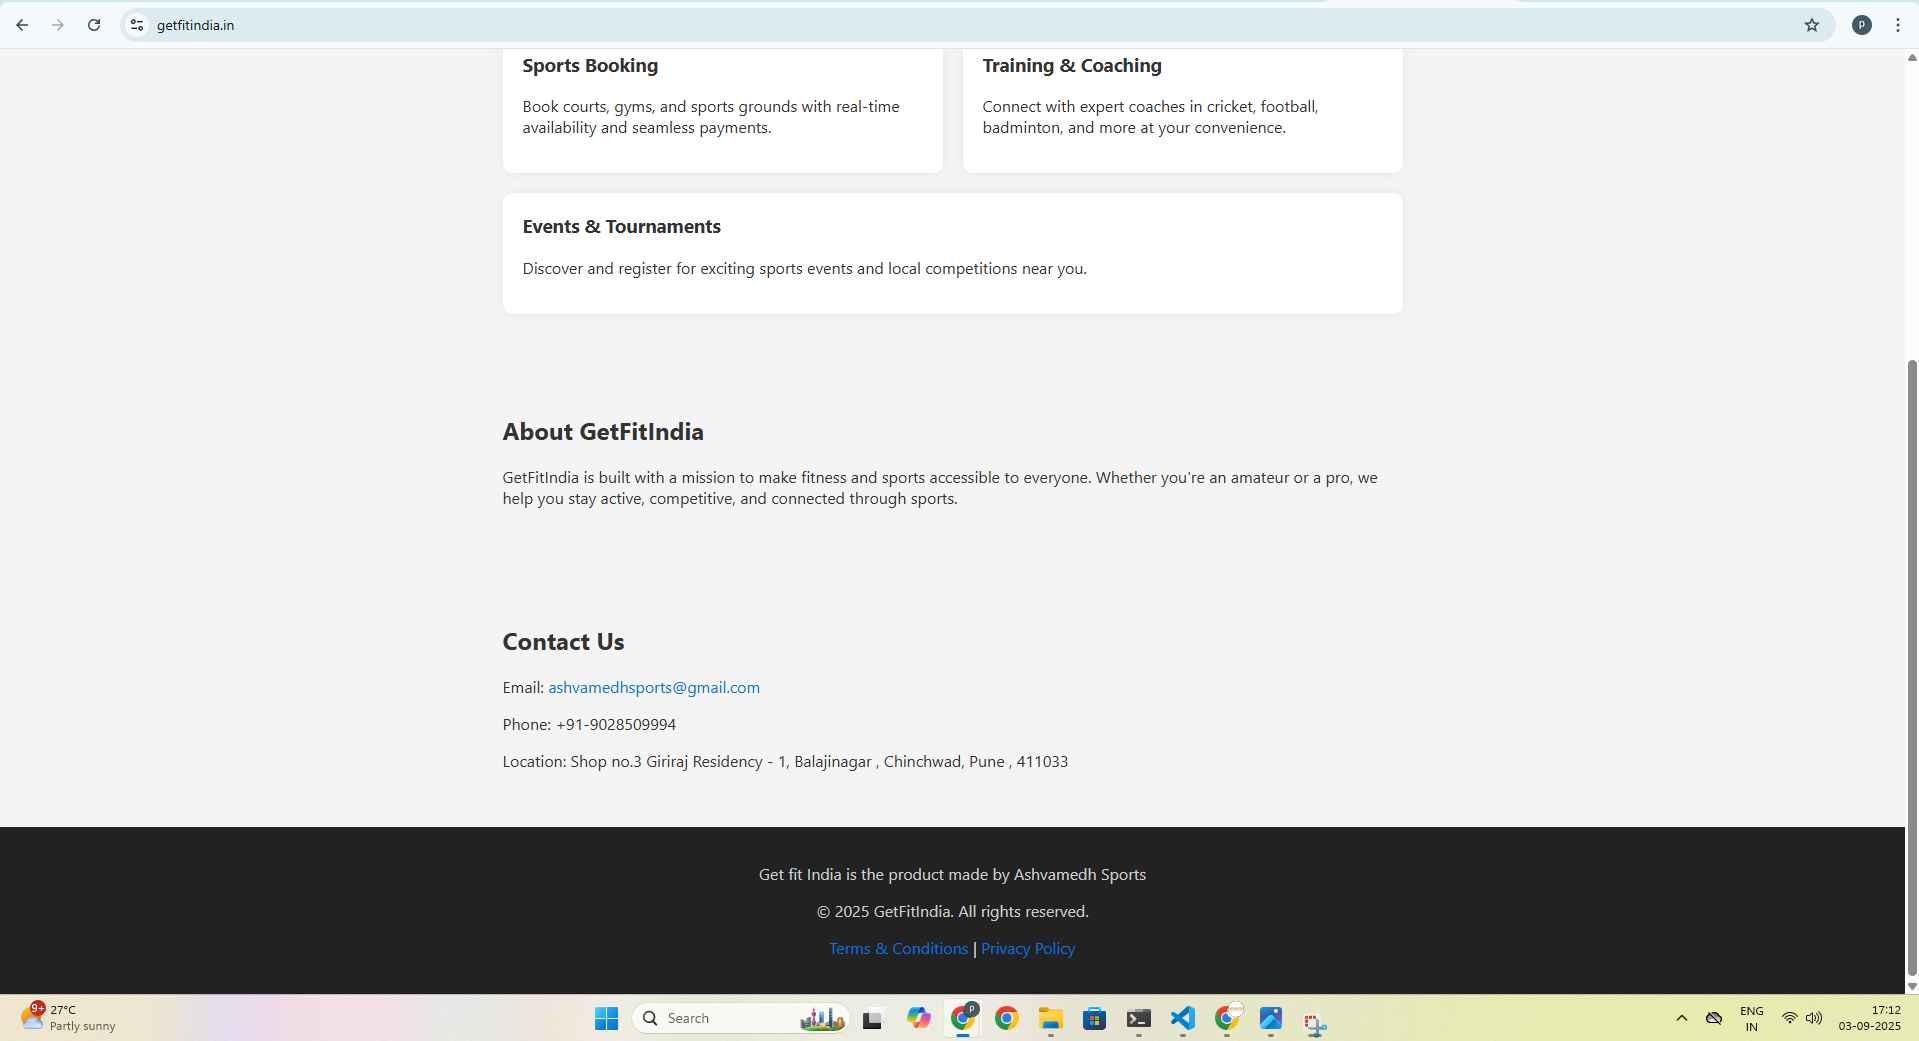 getfitindia.in
P
Sports Booking
Book courts, gyms, and sports grounds with real-time
availability and seamless payments.
Training & Coaching
Connect with expert coaches in cricket, football,
badminton, and more at your convenience.
Events & Tournaments
Discover and register for exciting sports events and local competitions near you.
About GetFitIndia
GetFitIndia is built with a mission to make fitness and sports accessible to everyone. Whether you're an amateur or a pro, we
help you stay active, competitive, and connected through sports.
Contact Us
Email: ashvamedhsports@gmail.com
Phone: +91-9028509994
Location: Shop no.3 Giriraj Residency - 1, Balajinagar , Chinchwad, Pune , 411033
Get fit India is the product made by Ashvamedh Sports
© 2025 GetFitIndia. All rights reserved.
Terms & Conditions | Privacy Policy
9+
27°C
Partly sunny
Search
P
ENG
IN
17:12
03-09-2025